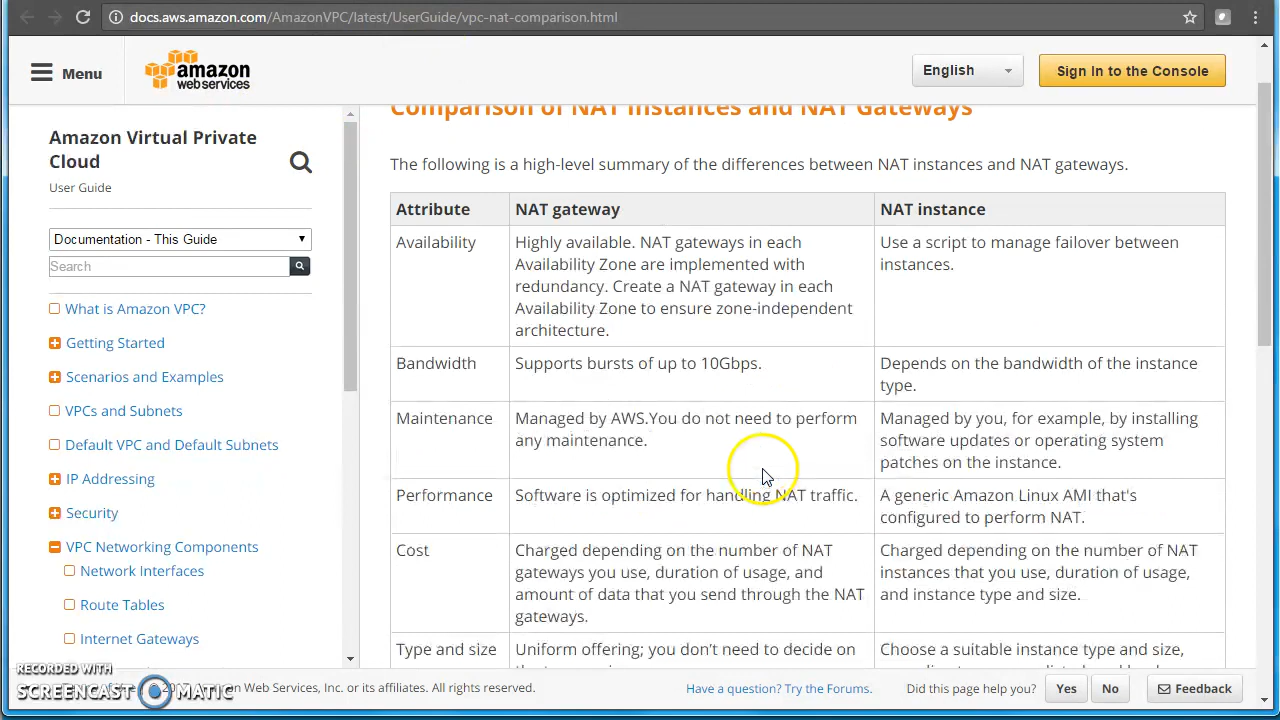 docs.aws.amazon.com/AmazonVPC/latest/UserGuide/vpc-nat-comparison.html
Menu
amazon
web services
English
Sign In to the Console
Amazon Virtual Private
Cloud
User Guide
Documentation - This Guide
Search
What is Amazon VPC?
Getting Started
Scenarios and Examples
VPCs and Subnets
Default VPC and Default Subnets
IP Addressing
Security
VPC Networking Components
Network Interfaces
Route Tables
Internet Gateways
Comparison of NAT Instances and NAT Gateways
The following is a high-level summary of the differences between NAT instances and NAT gateways.
Attribute
NAT gateway
NAT instance
Availability
Highly available. NAT gateways in each
Availability Zone are implemented with
redundancy. Create a NAT gateway in each
Availability Zone to ensure zone-independent
architecture.
Use a script to manage failover between
instances.
Bandwidth
Supports bursts of up to 10Gbps.
Depends on the bandwidth of the instance
type.
Maintenance
Managed by AWS.You do not need to perform
any maintenance.
Managed by you, for example, by installing
software updates or operating system
patches on the instance.
Performance
Software is optimized for handling NAT traffic.
A generic Amazon Linux AMI that's
configured to perform NAT.
Cost
Charged depending on the number of NAT
gateways you use, duration of usage, and
amount of data that you send through the NAT
gateways.
Charged depending on the number of NAT
instances that you use, duration of usage,
and instance type and size.
Type and size
Uniform offering; you don't need to decide on
Choose a suitable instance type and size,
RECORDED WITH
SCREENCAST MATIC
Amazon Web Services, Inc. or its affiliates. All rights reserved.
Have a question? Try the Forums.
Did this page help you?
Yes
No
Feedback